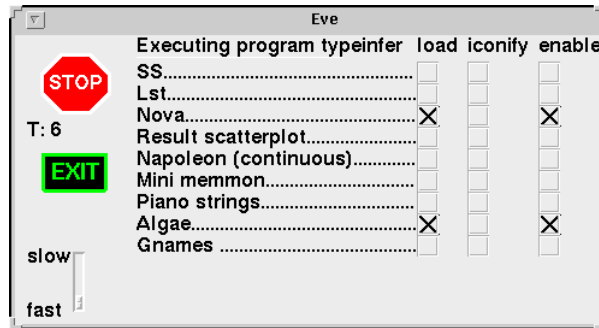 Eve
Executing program typeinfer load iconify enable
STOP
SS
Lst
T: 6
Nova
Result scatterplot
EXIT
Napoleon (continuous)
Mini memmon
Piano strings
Algae
Gnames
slow
fast